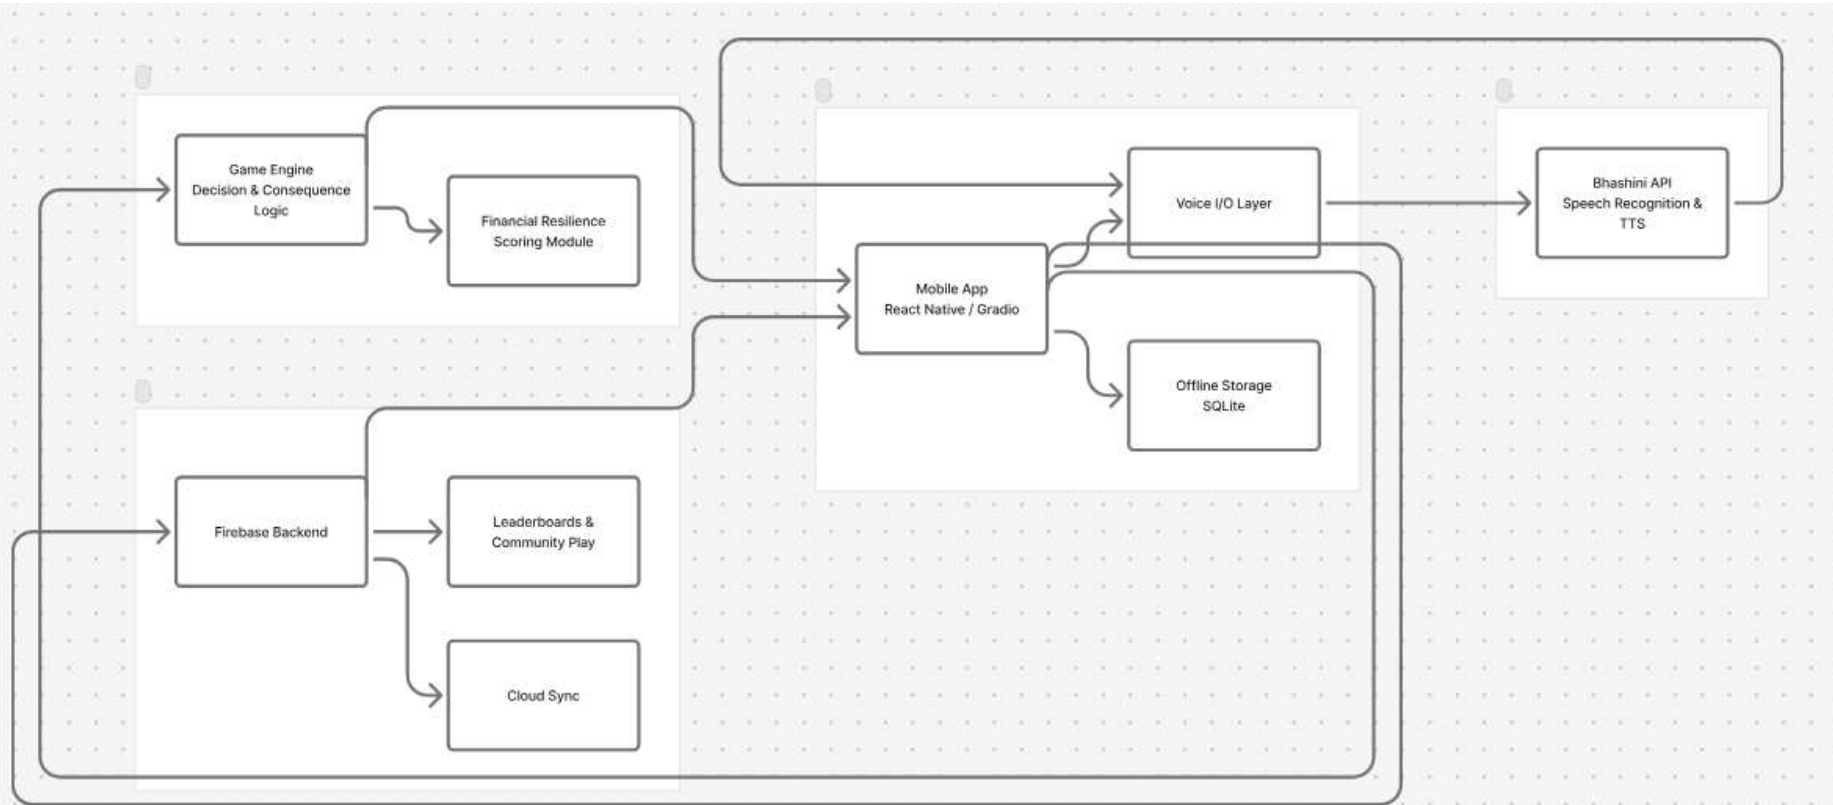 Game Engine
Decision & Consequence
Logic
Financial Resilience
Scoring Module
Firebase Backend
Leaderboards &
Community Play
Cloud Sync
Mobile App
React Native / Gradio
Voice I/O Layer
Offline Storage
SQLite
Bhashini API
Speech Recognition &
TTS